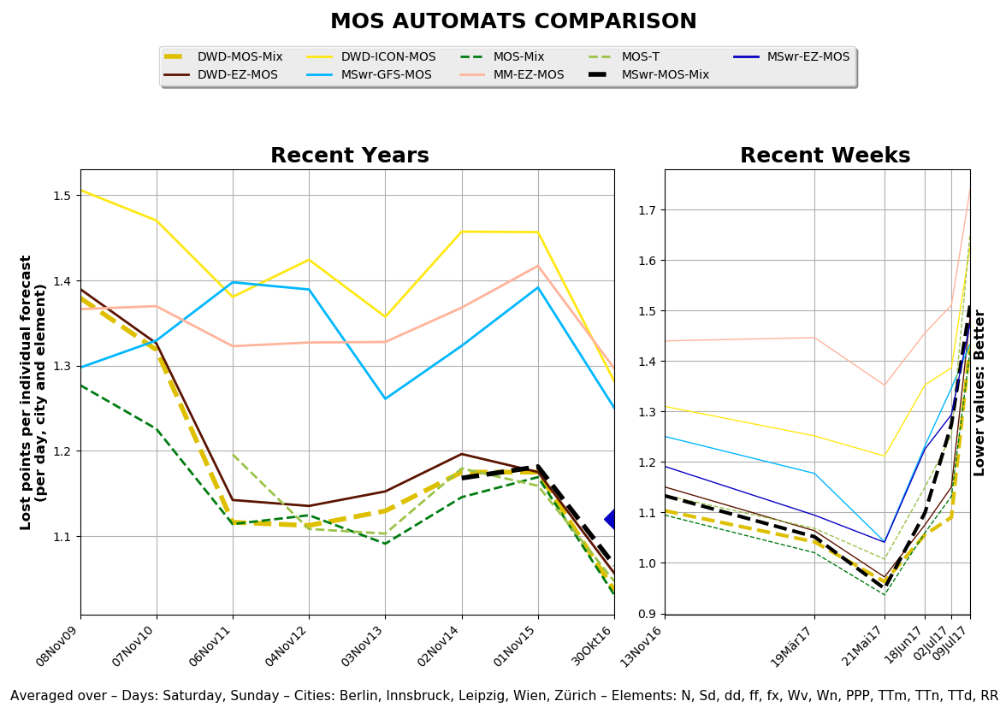 MOS AUTOMATS COMPARISON
DWD-MOS-Mix DWD-ICON-MOS MOS-Mix MOS-T MSwr-EZ-MOS
DWD-EZ-MOS MSwr-GFS-MOS MM-EZ-MOS MSwr-MOS-Mix
Recent Years
Lost points per individual forecast
(per day, city and element)
1.5
1.4
1.3
1.2
1.1
08Nov09 07Nov10 06Nov11 04Nov12 03Nov13 02Nov14 01Nov15 30Okt16
Recent Weeks
1.7
1.6
1.5
1.4
1.3
1.2
1.1
1.0
0.9
13Nov16 19Mär17 21Mai17 18Jun17 02Jul17 09Jul17
Lower values: Better
Averaged over – Days: Saturday, Sunday – Cities: Berlin, Innsbruck, Leipzig, Wien, Zürich – Elements: N, Sd, dd, ff, fx, Wv, Wn, PPP, TTm, TTn, TTd, RR